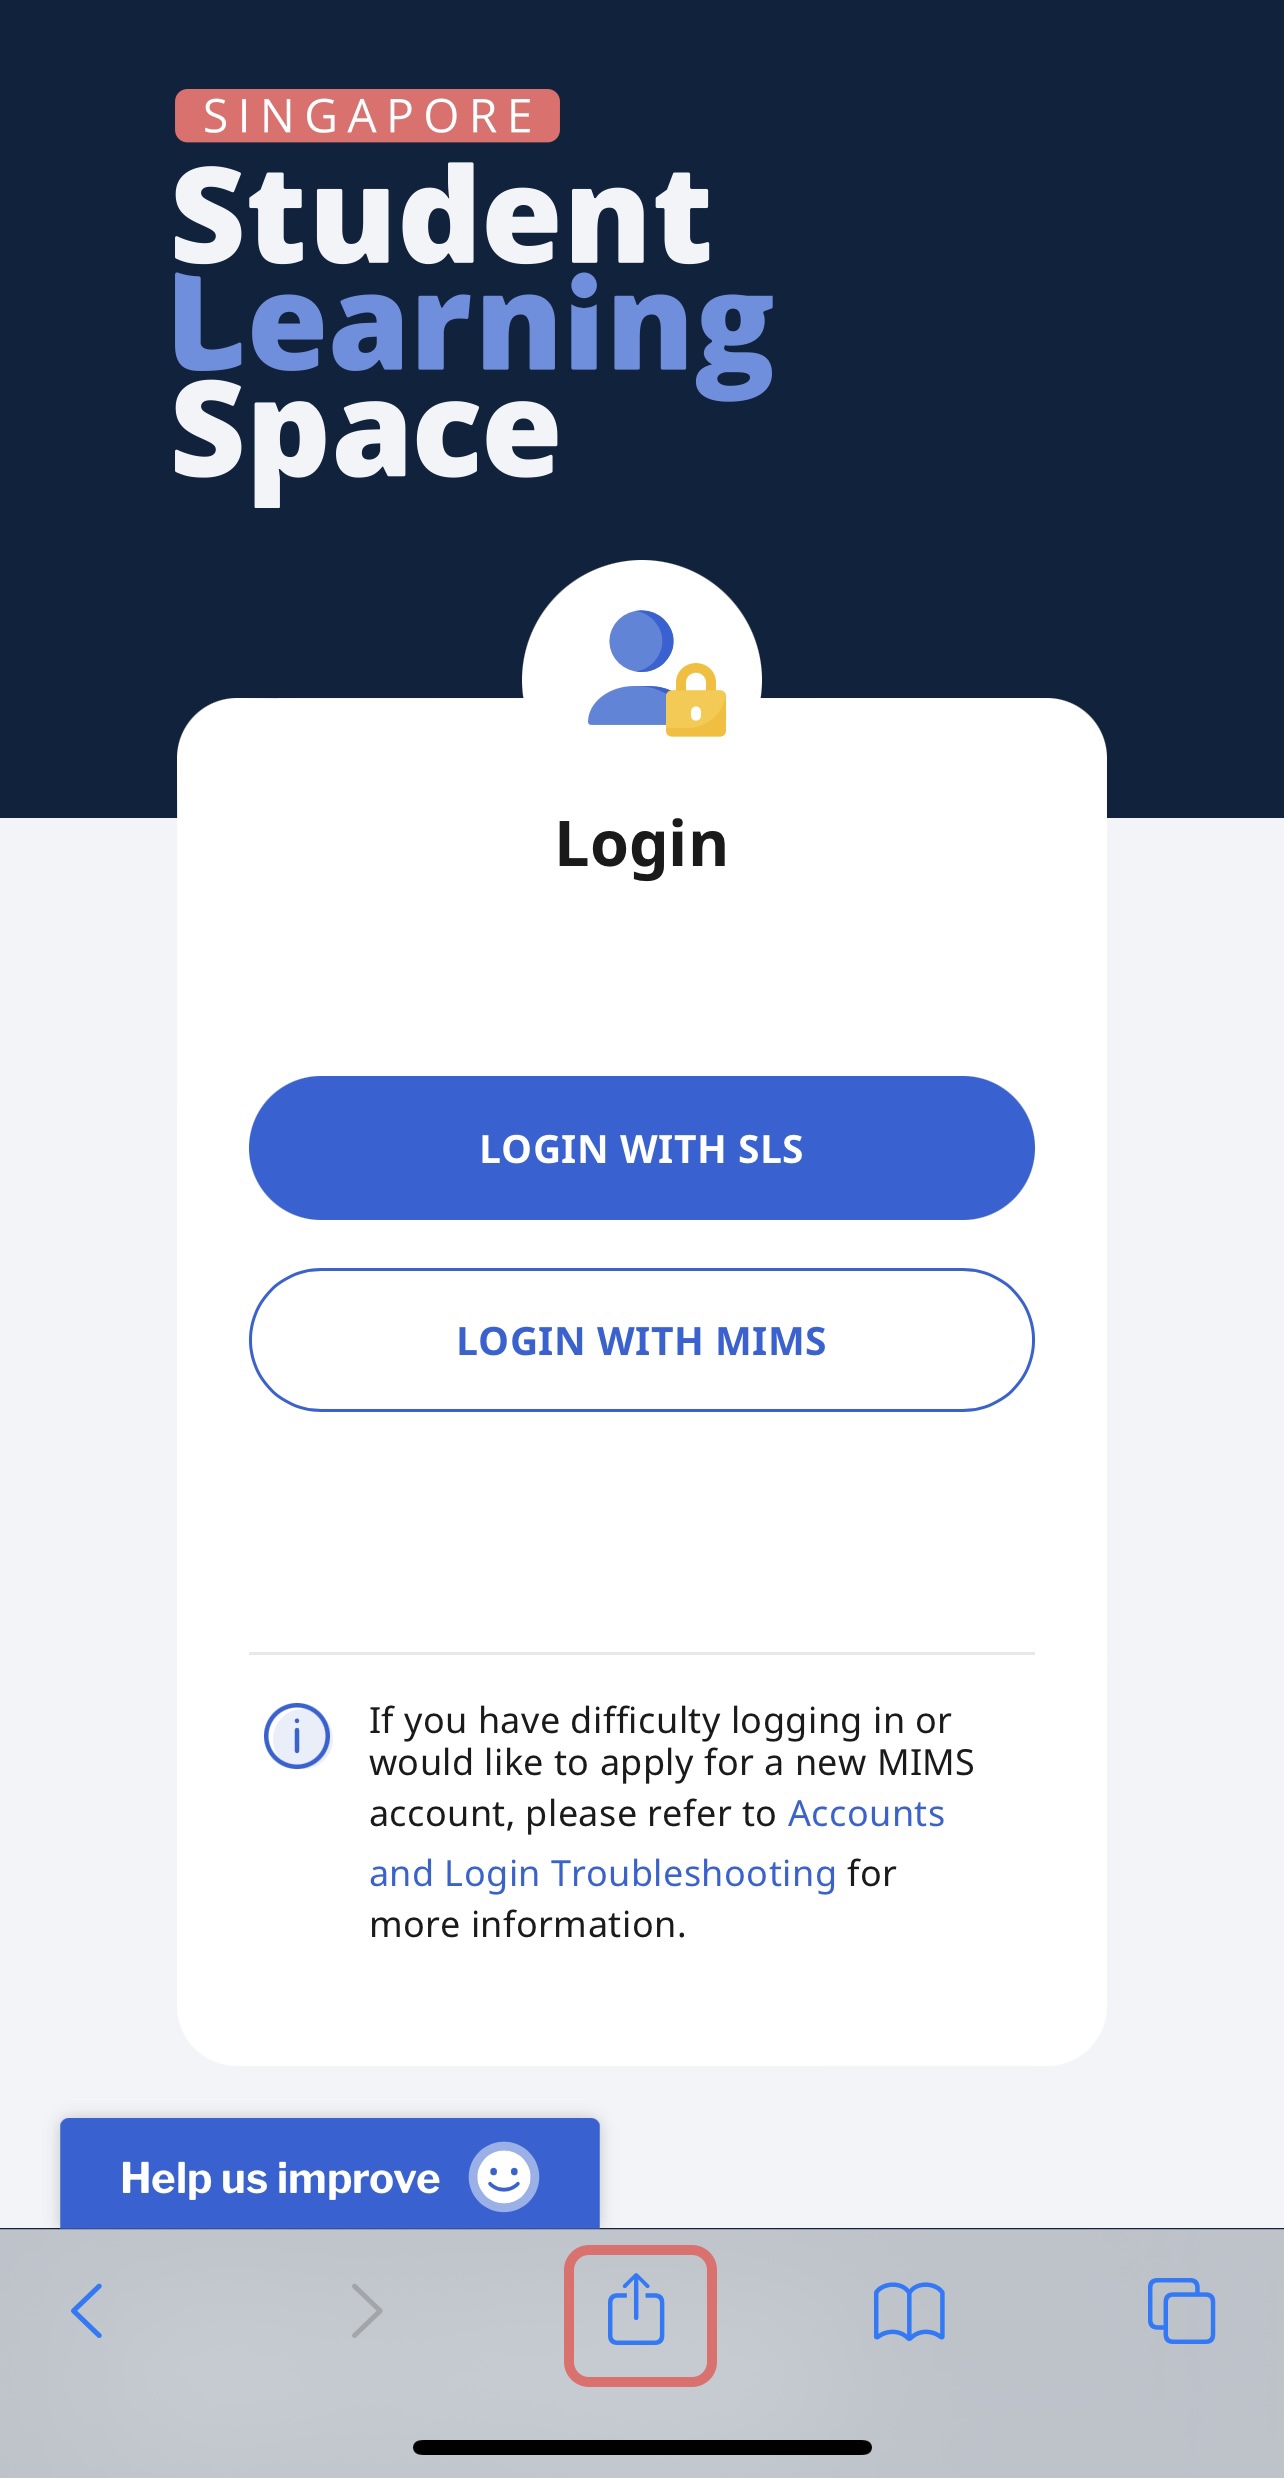 SINGAPORE
Student
Learning
Space
Login
LOGIN WITH SLS
LOGIN WITH MIMS
If you have difficulty logging in or
would like to apply for a new MIMS
account, please refer to Accounts
and Login Troubleshooting for
more information.
Help us improve